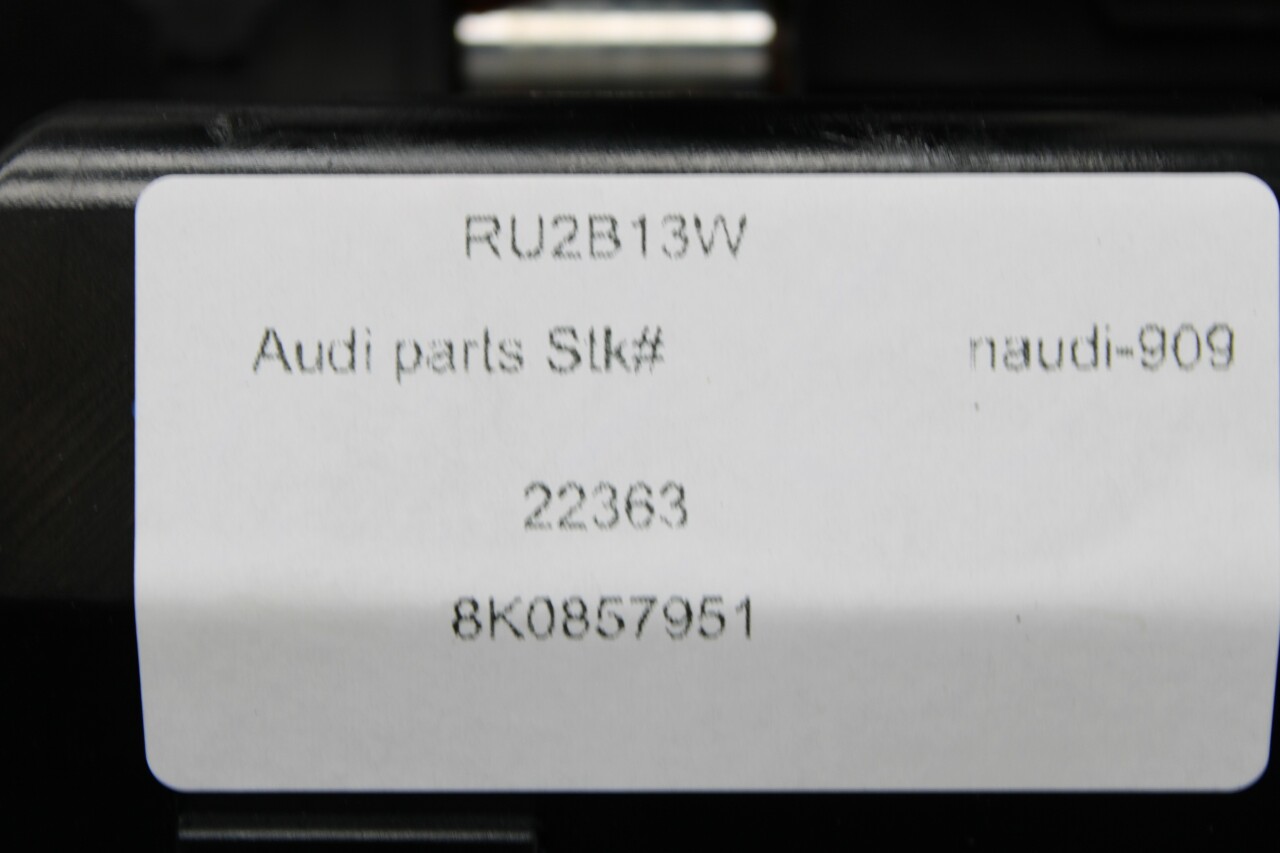 RU2B13W
Audi parts Stk# naudi-909
22363
8K0857951